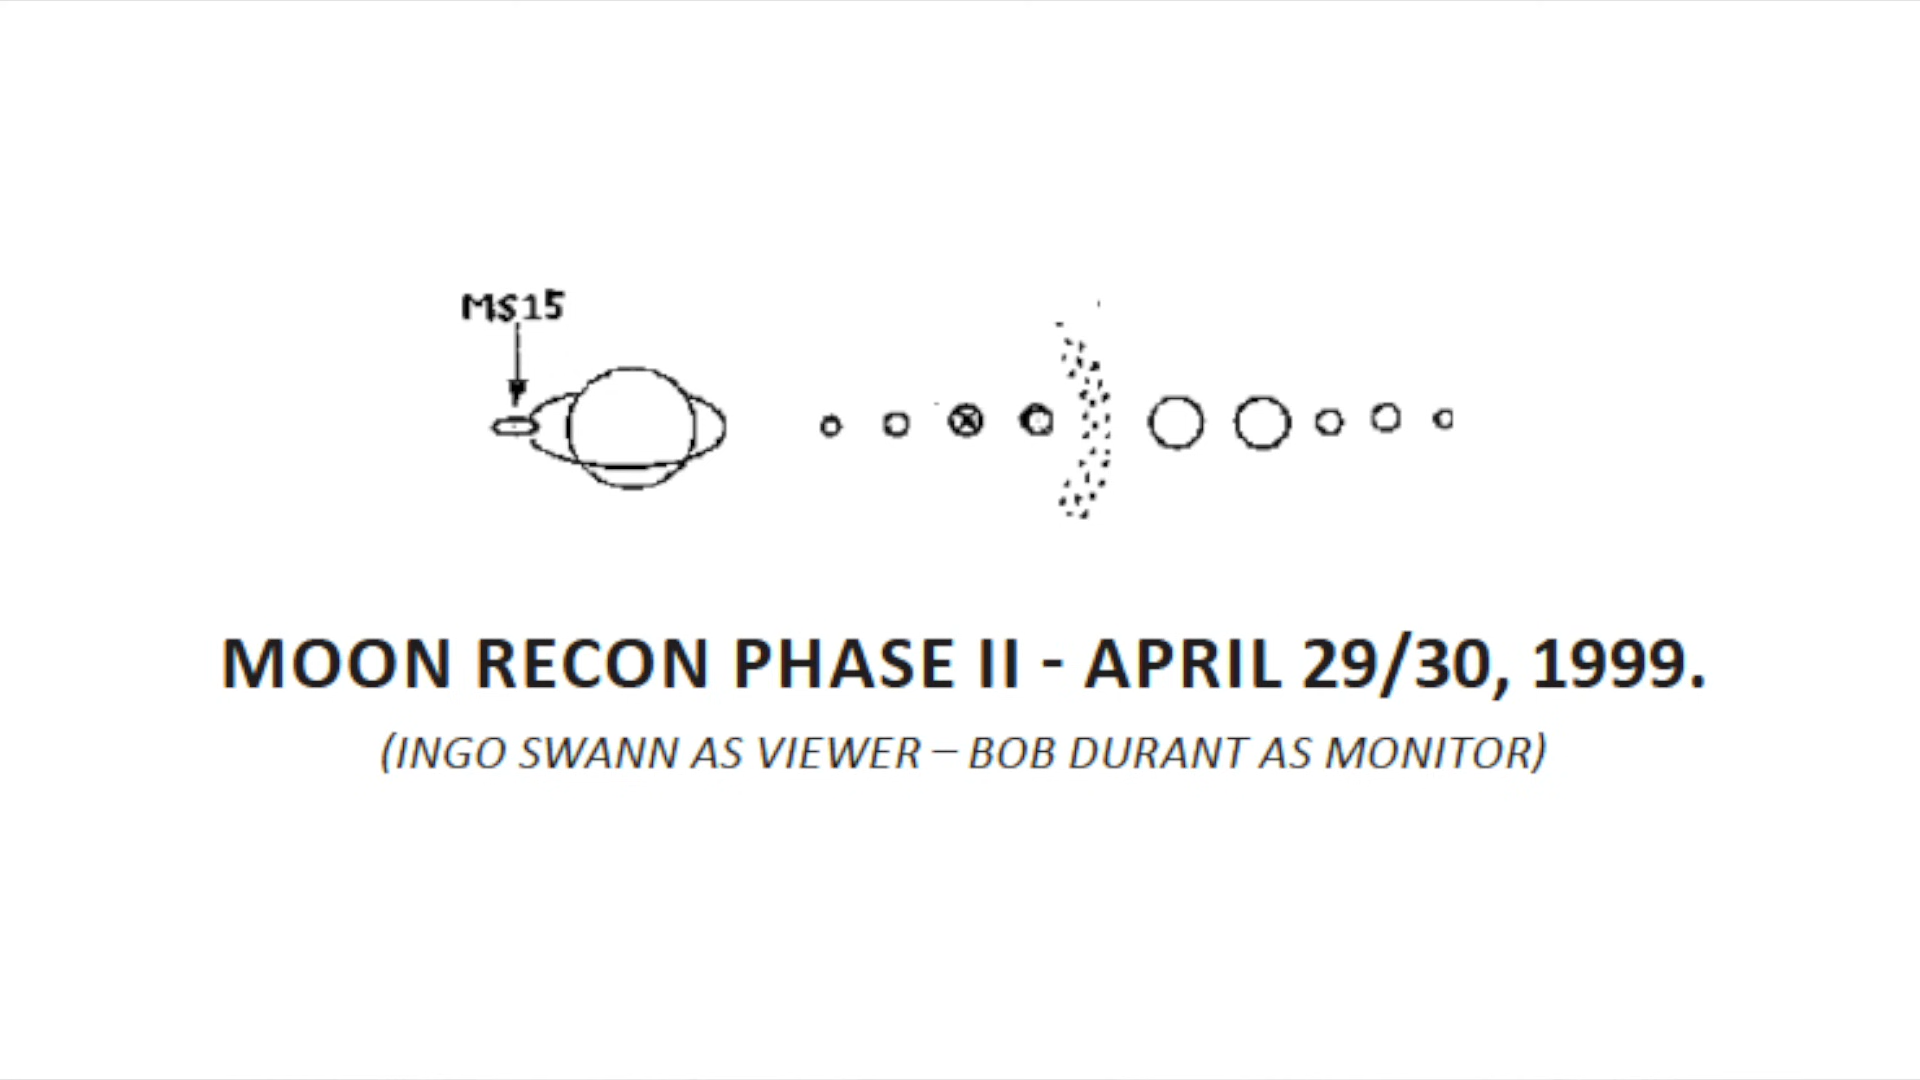 MS15
MOON RECON PHASE II - APRIL 29/30, 1999.
(INGO SWANN AS VIEWER – BOB DURANT AS MONITOR)